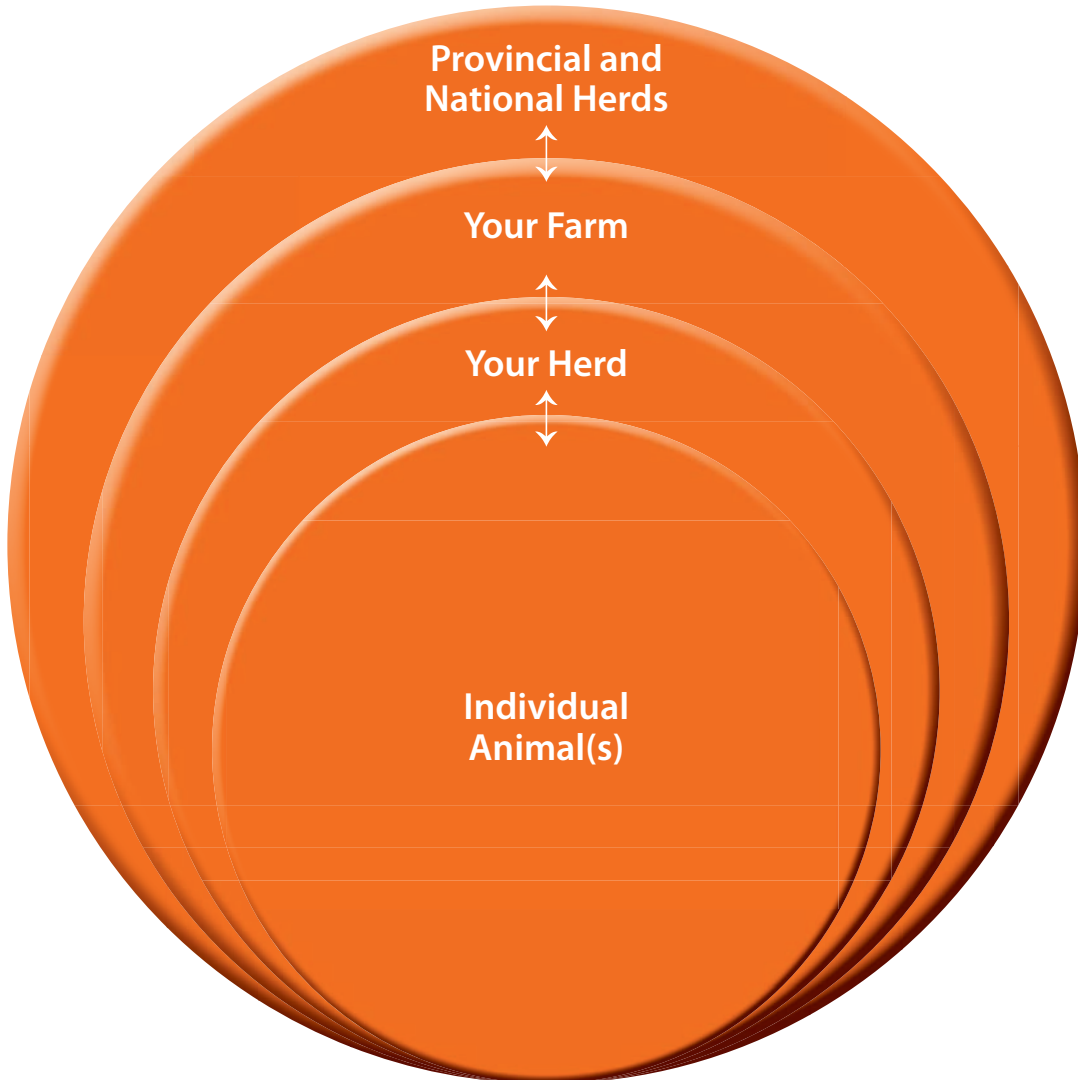 Provincial and
National Herds
Your Farm
Your Herd
Individual
Animal(s)